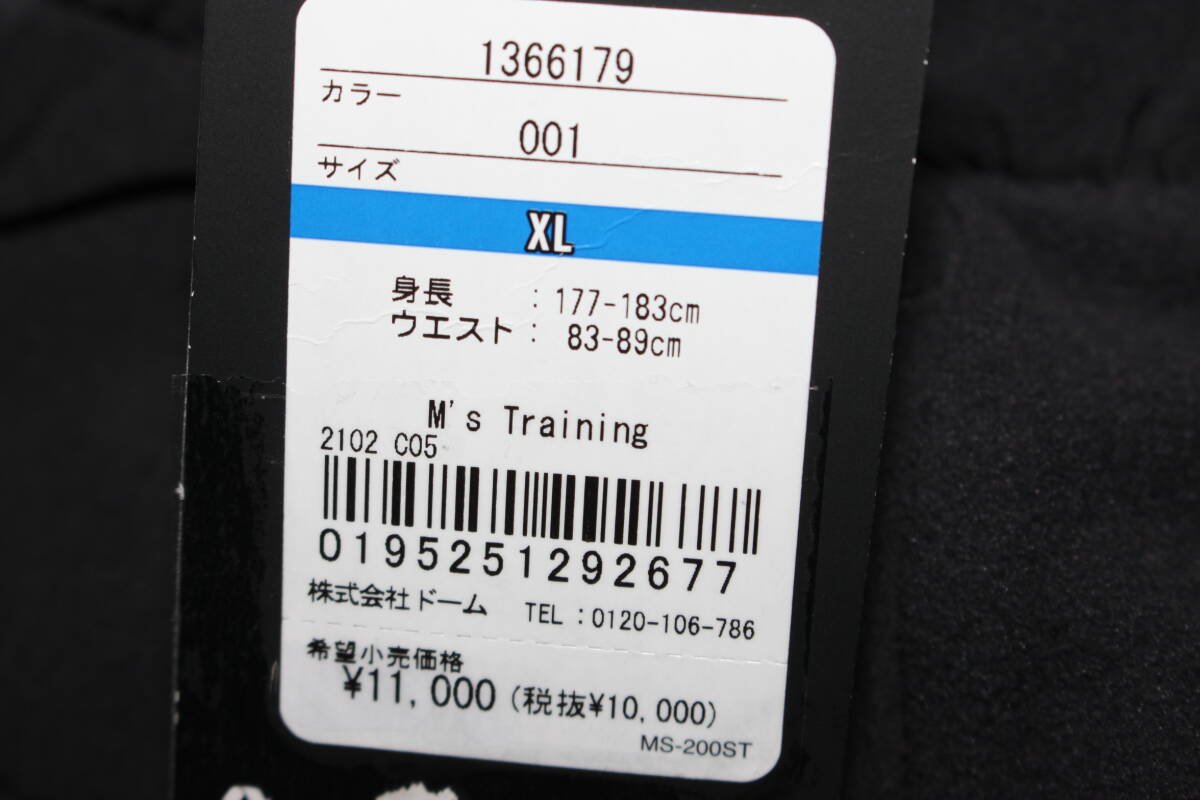 1366179
カラー
001
サイズ
XL
身長 : 177-183cm
ウエスト : 83-89cm
M's Training
2102 C05
0195251292677
株式会社ドーム TEL:0120-106-786
希望小売価格
¥11,000 (税抜¥10,000)
MS-200ST